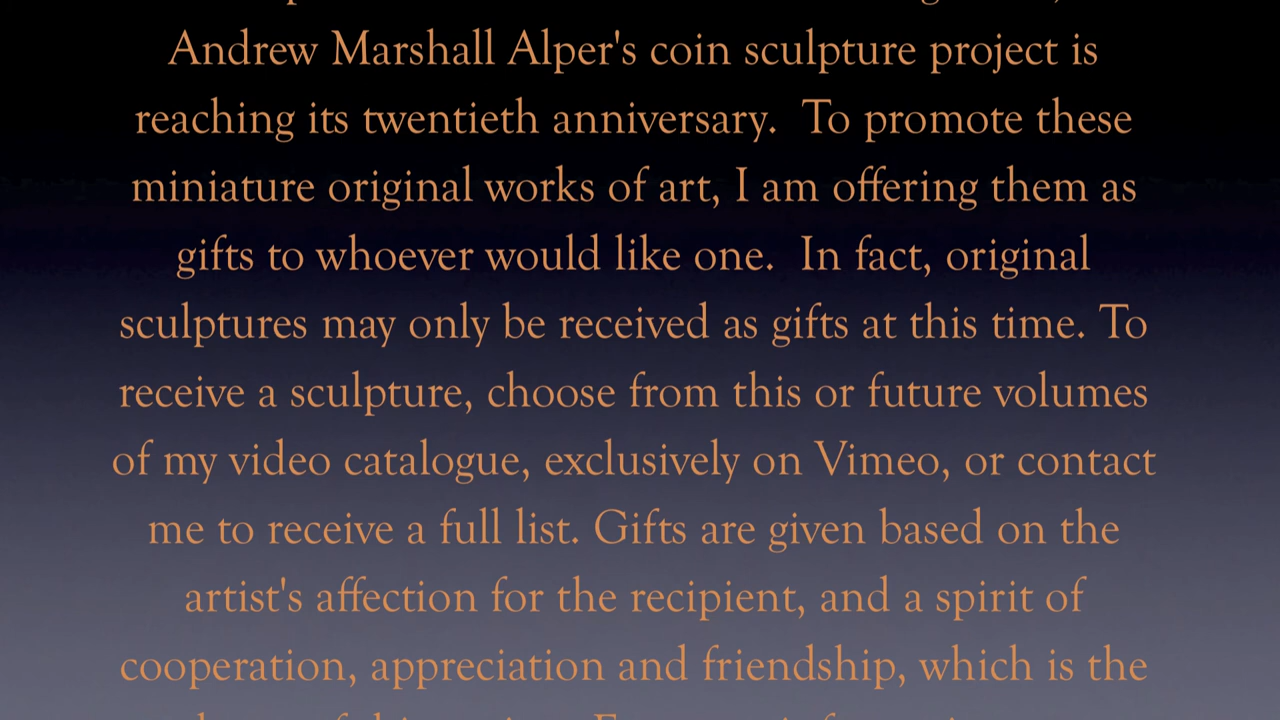 Andrew Marshall Alper's coin sculpture project is
reaching its twentieth anniversary.  To promote these
miniature original works of art, I am offering them as
gifts to whoever would like one.  In fact, original
sculptures may only be received as gifts at this time. To
receive a sculpture, choose from this or future volumes
of my video catalogue, exclusively on Vimeo, or contact
me to receive a full list. Gifts are given based on the
artist's affection for the recipient, and a spirit of
cooperation, appreciation and friendship, which is the